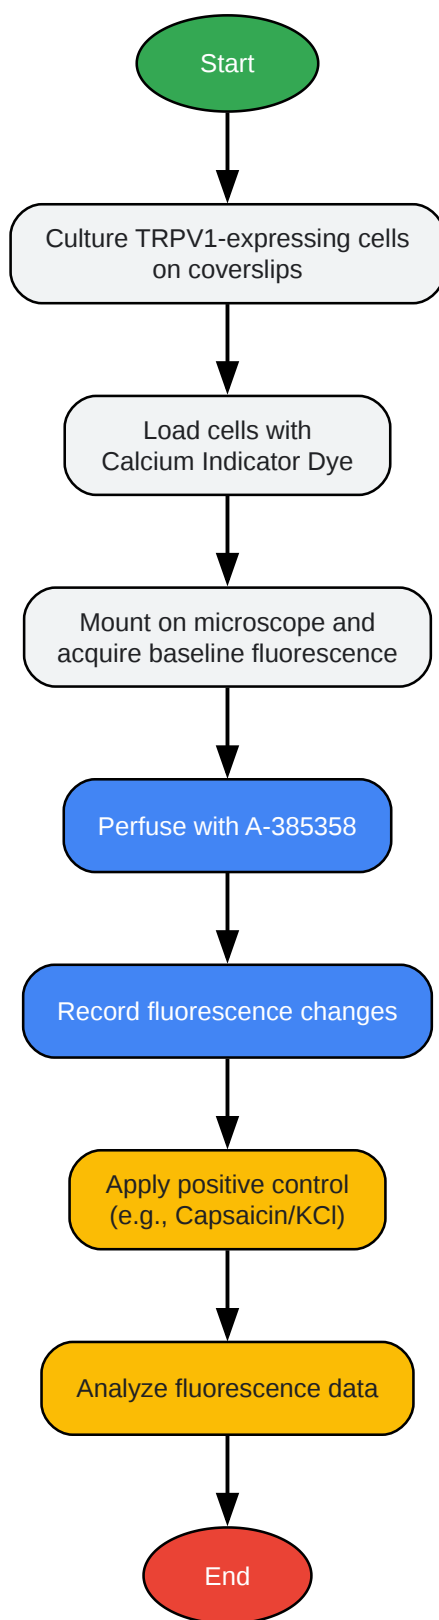 Start
Culture TRPV1-expressing cells
on coverslips
Load cells with
Calcium Indicator Dye
Mount on microscope and
acquire baseline fluorescence
Perfuse with A-385358
Record fluorescence changes
Apply positive control
(e.g., Capsaicin/KCl)
Analyze fluorescence data
End